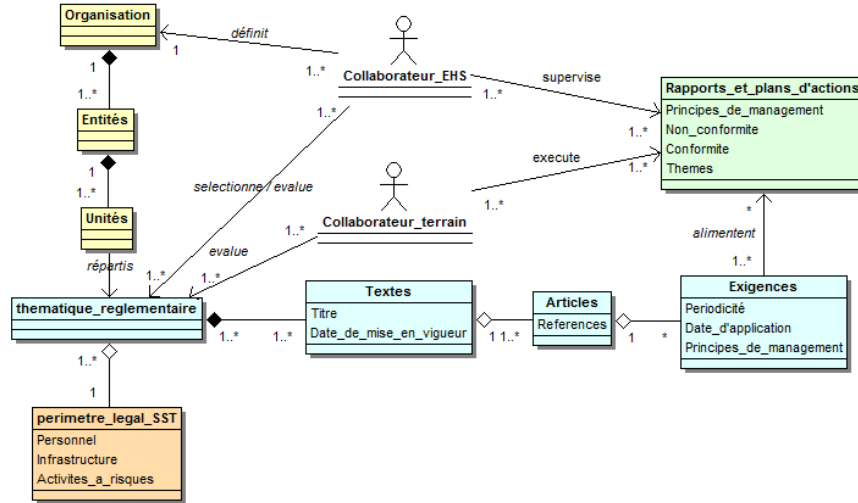 Organisation
définit
1
1..*
Collaborateur_EHS
1..*
supervise
1..*
Rapports_et_plans_d'actions
Principes_de_management
Non_conformite
Conformite
Themes
1..*
1..*
1
1..*
Entités
1
1..*
Unités
répartis
selectionne / evalue
1..*
execute
1..*
Collaborateur_terrain
1..*
evalue
1..*
*
alimentent
1..*
thematique_reglementaire
1..*
1..*
Textes
Titre
Date_de_mise_en_vigueur
1
1..*
Articles
References
1
*
Exigences
Periodicité
Date_d'application
Principes_de_management
1..*
1
perimetre_legal_SST
Personnel
Infrastructure
Activites_a_risques